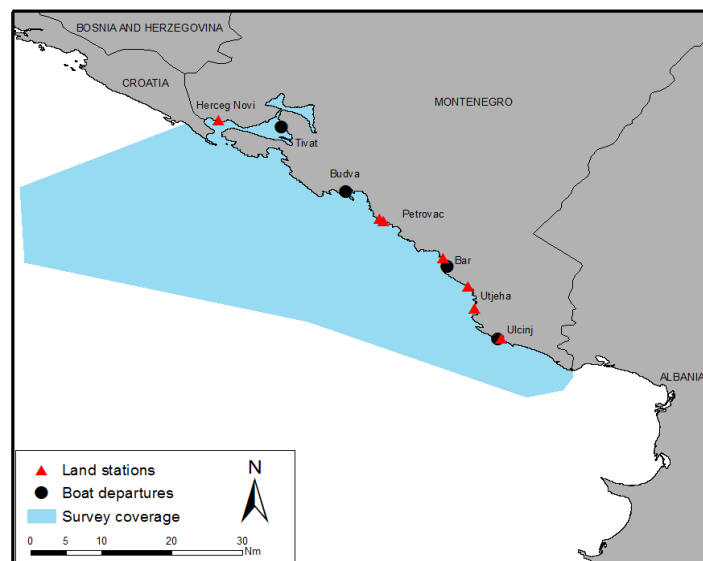 BOSNIA AND HERZEGOVINA
CROATIA
MONTENEGRO
Herceg Novi
Tivat
Budva
Petrovac
Bar
Utjeha
Ulcinj
ALBANIA
Land stations
Boat departures
Survey coverage
N
0 5 10 20 30
Nm